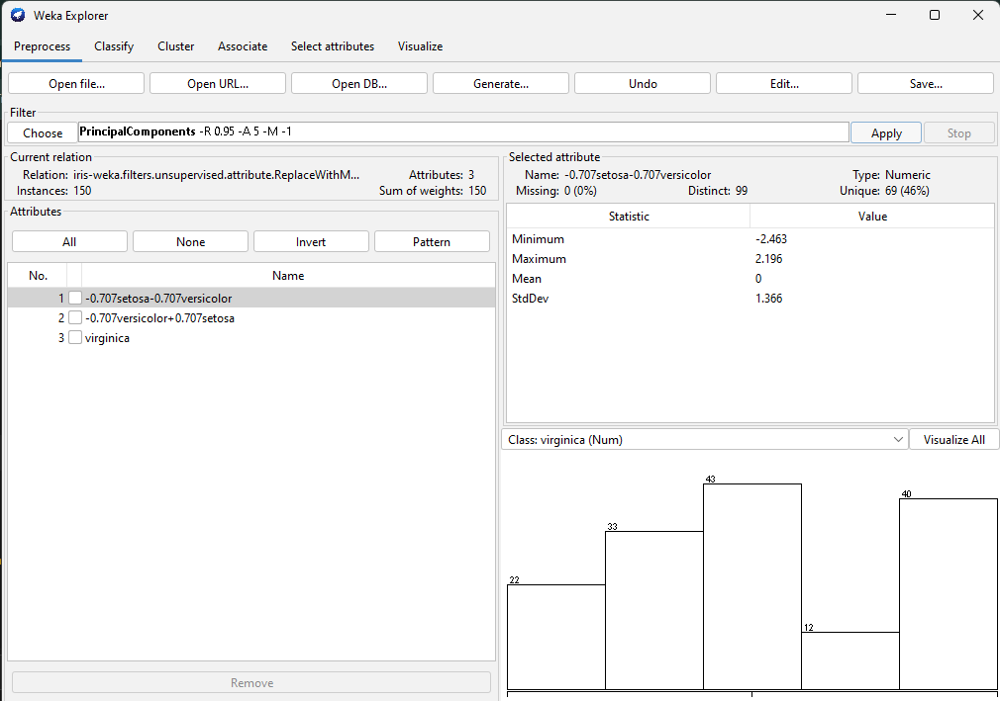 Weka Explorer
Preprocess Classify Cluster Associate Select attributes Visualize
Open file... Open URL... Open DB... Generate... Undo Edit... Save...
Filter
Choose PrincipalComponents -R 0.95 -A 5 -M -1 Apply Stop
Current relation
Relation: iris-weka.filters.unsupervised.attribute.ReplaceWithM... Attributes: 3
Instances: 150 Sum of weights: 150
Attributes
All None Invert Pattern
No. Name
1 -0.707setosa-0.707versicolor
2 -0.707versicolor+0.707setosa
3 virginica
Remove
Selected attribute
Name: -0.707setosa-0.707versicolor Type: Numeric
Missing: 0 (0%) Distinct: 99 Unique: 69 (46%)
Statistic Value
Minimum -2.463
Maximum 2.196
Mean 0
StdDev 1.366
Class: virginica (Num) Visualize All
22 33 43 12 40